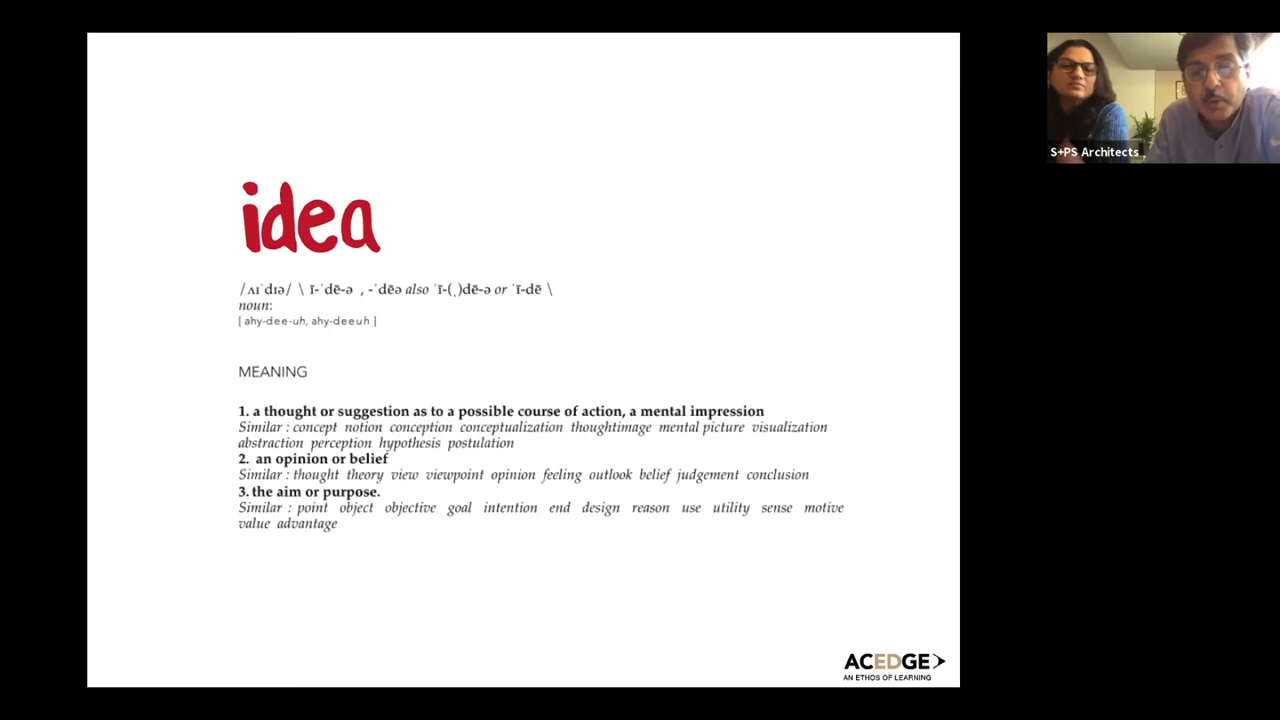 idea
/ʌɪˈdɪə/ \ ī-ˈdē-ə , -ˈdēə also ˈī-(ˌ)dē-ə or ˈī-dē \
noun:
[ ahy-dee-uh, ahy-deeuh ]
MEANING
1. a thought or suggestion as to a possible course of action, a mental impression
Similar : concept notion conception conceptualization thoughtimage mental picture visualization
abstraction perception hypothesis postulation
2. an opinion or belief
Similar : thought theory view viewpoint opinion feeling outlook belief judgement conclusion
3. the aim or purpose.
Similar : point object objective goal intention end design reason use utility sense motive
value advantage
S+PS Architects
ACEDGE
AN ETHOS OF LEARNING